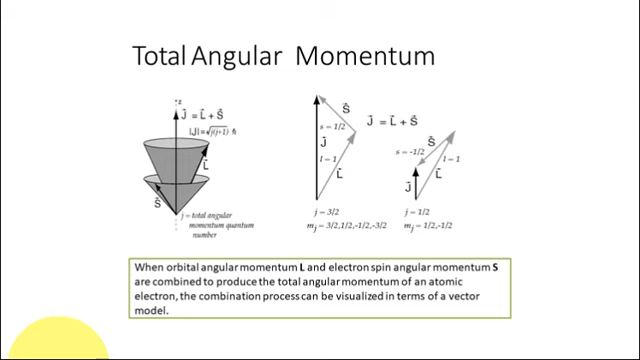 Total Angular Momentum
z
J⃗ = L⃗ + S⃗
|J⃗| = √j(j+1) ℏ
L⃗
S⃗
j = total angular
momentum quantum
number
S⃗
s = 1/2
J⃗
l = 1
L⃗
j = 3/2
mⱼ = 3/2,1/2,-1/2,-3/2
J⃗ = L⃗ + S⃗
S⃗
s = -1/2
l = 1
L⃗
J⃗
j = 1/2
mⱼ = 1/2,-1/2
When orbital angular momentum L and electron spin angular momentum S
are combined to produce the total angular momentum of an atomic
electron, the combination process can be visualized in terms of a vector
model.